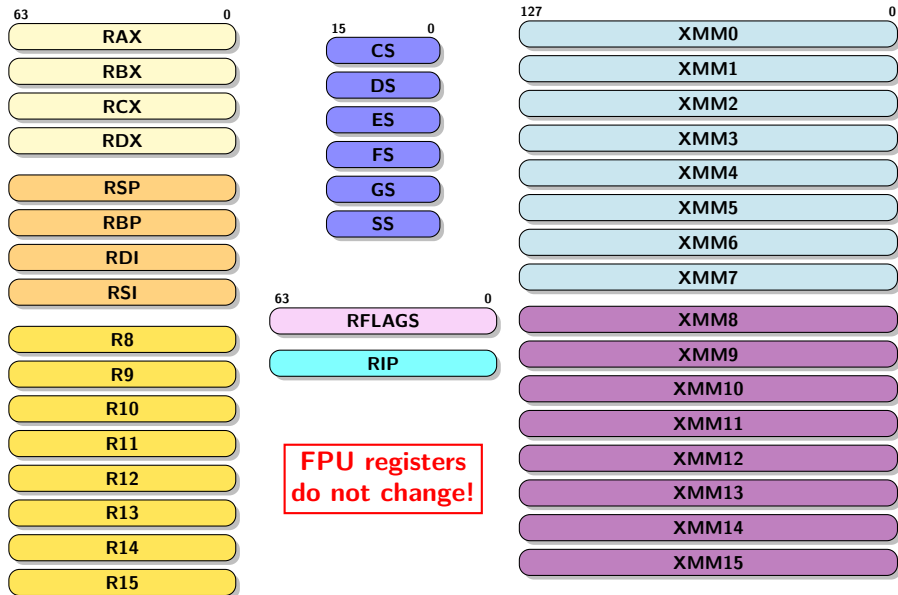 63 0
RAX
RBX
RCX
RDX
RSP
RBP
RDI
RSI
R8
R9
R10
R11
R12
R13
R14
R15
15 0
CS
DS
ES
FS
GS
SS
63 0
RFLAGS
RIP
FPU registers
do not change!
127 0
XMM0
XMM1
XMM2
XMM3
XMM4
XMM5
XMM6
XMM7
XMM8
XMM9
XMM10
XMM11
XMM12
XMM13
XMM14
XMM15